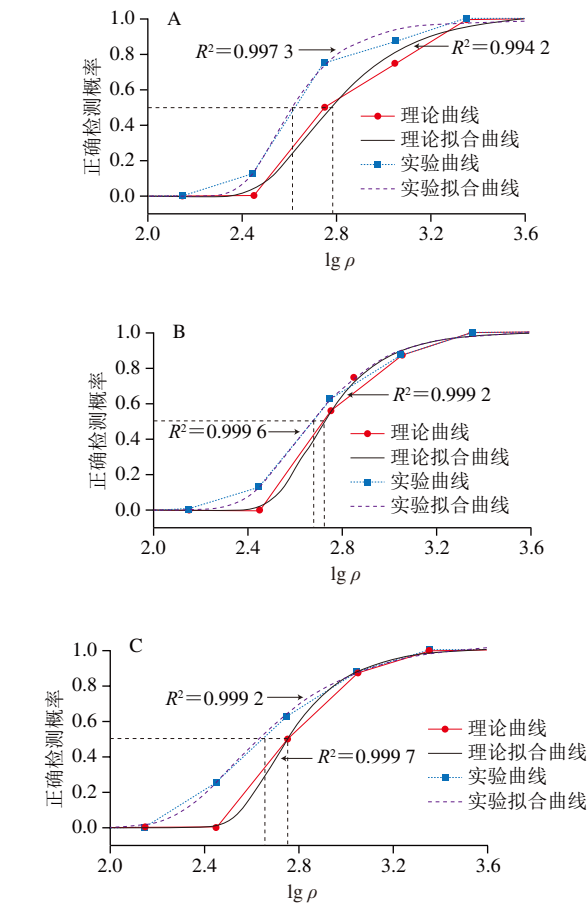 A
1.0
0.8
0.6
0.4
0.2
0.0
正确检测概率
R²=0.997 3
R²=0.994 2
理论曲线
理论拟合曲线
实验曲线
实验拟合曲线
2.0 2.4 2.8 3.2 3.6
lg ρ
B
1.0
0.8
0.6
0.4
0.2
0.0
正确检测概率
R²=0.999 2
R²=0.999 6
理论曲线
理论拟合曲线
实验曲线
实验拟合曲线
2.0 2.4 2.8 3.2 3.6
lg ρ
C
1.0
0.8
0.6
0.4
0.2
0.0
正确检测概率
R²=0.999 2
R²=0.999 7
理论曲线
理论拟合曲线
实验曲线
实验拟合曲线
2.0 2.4 2.8 3.2 3.6
lg ρ